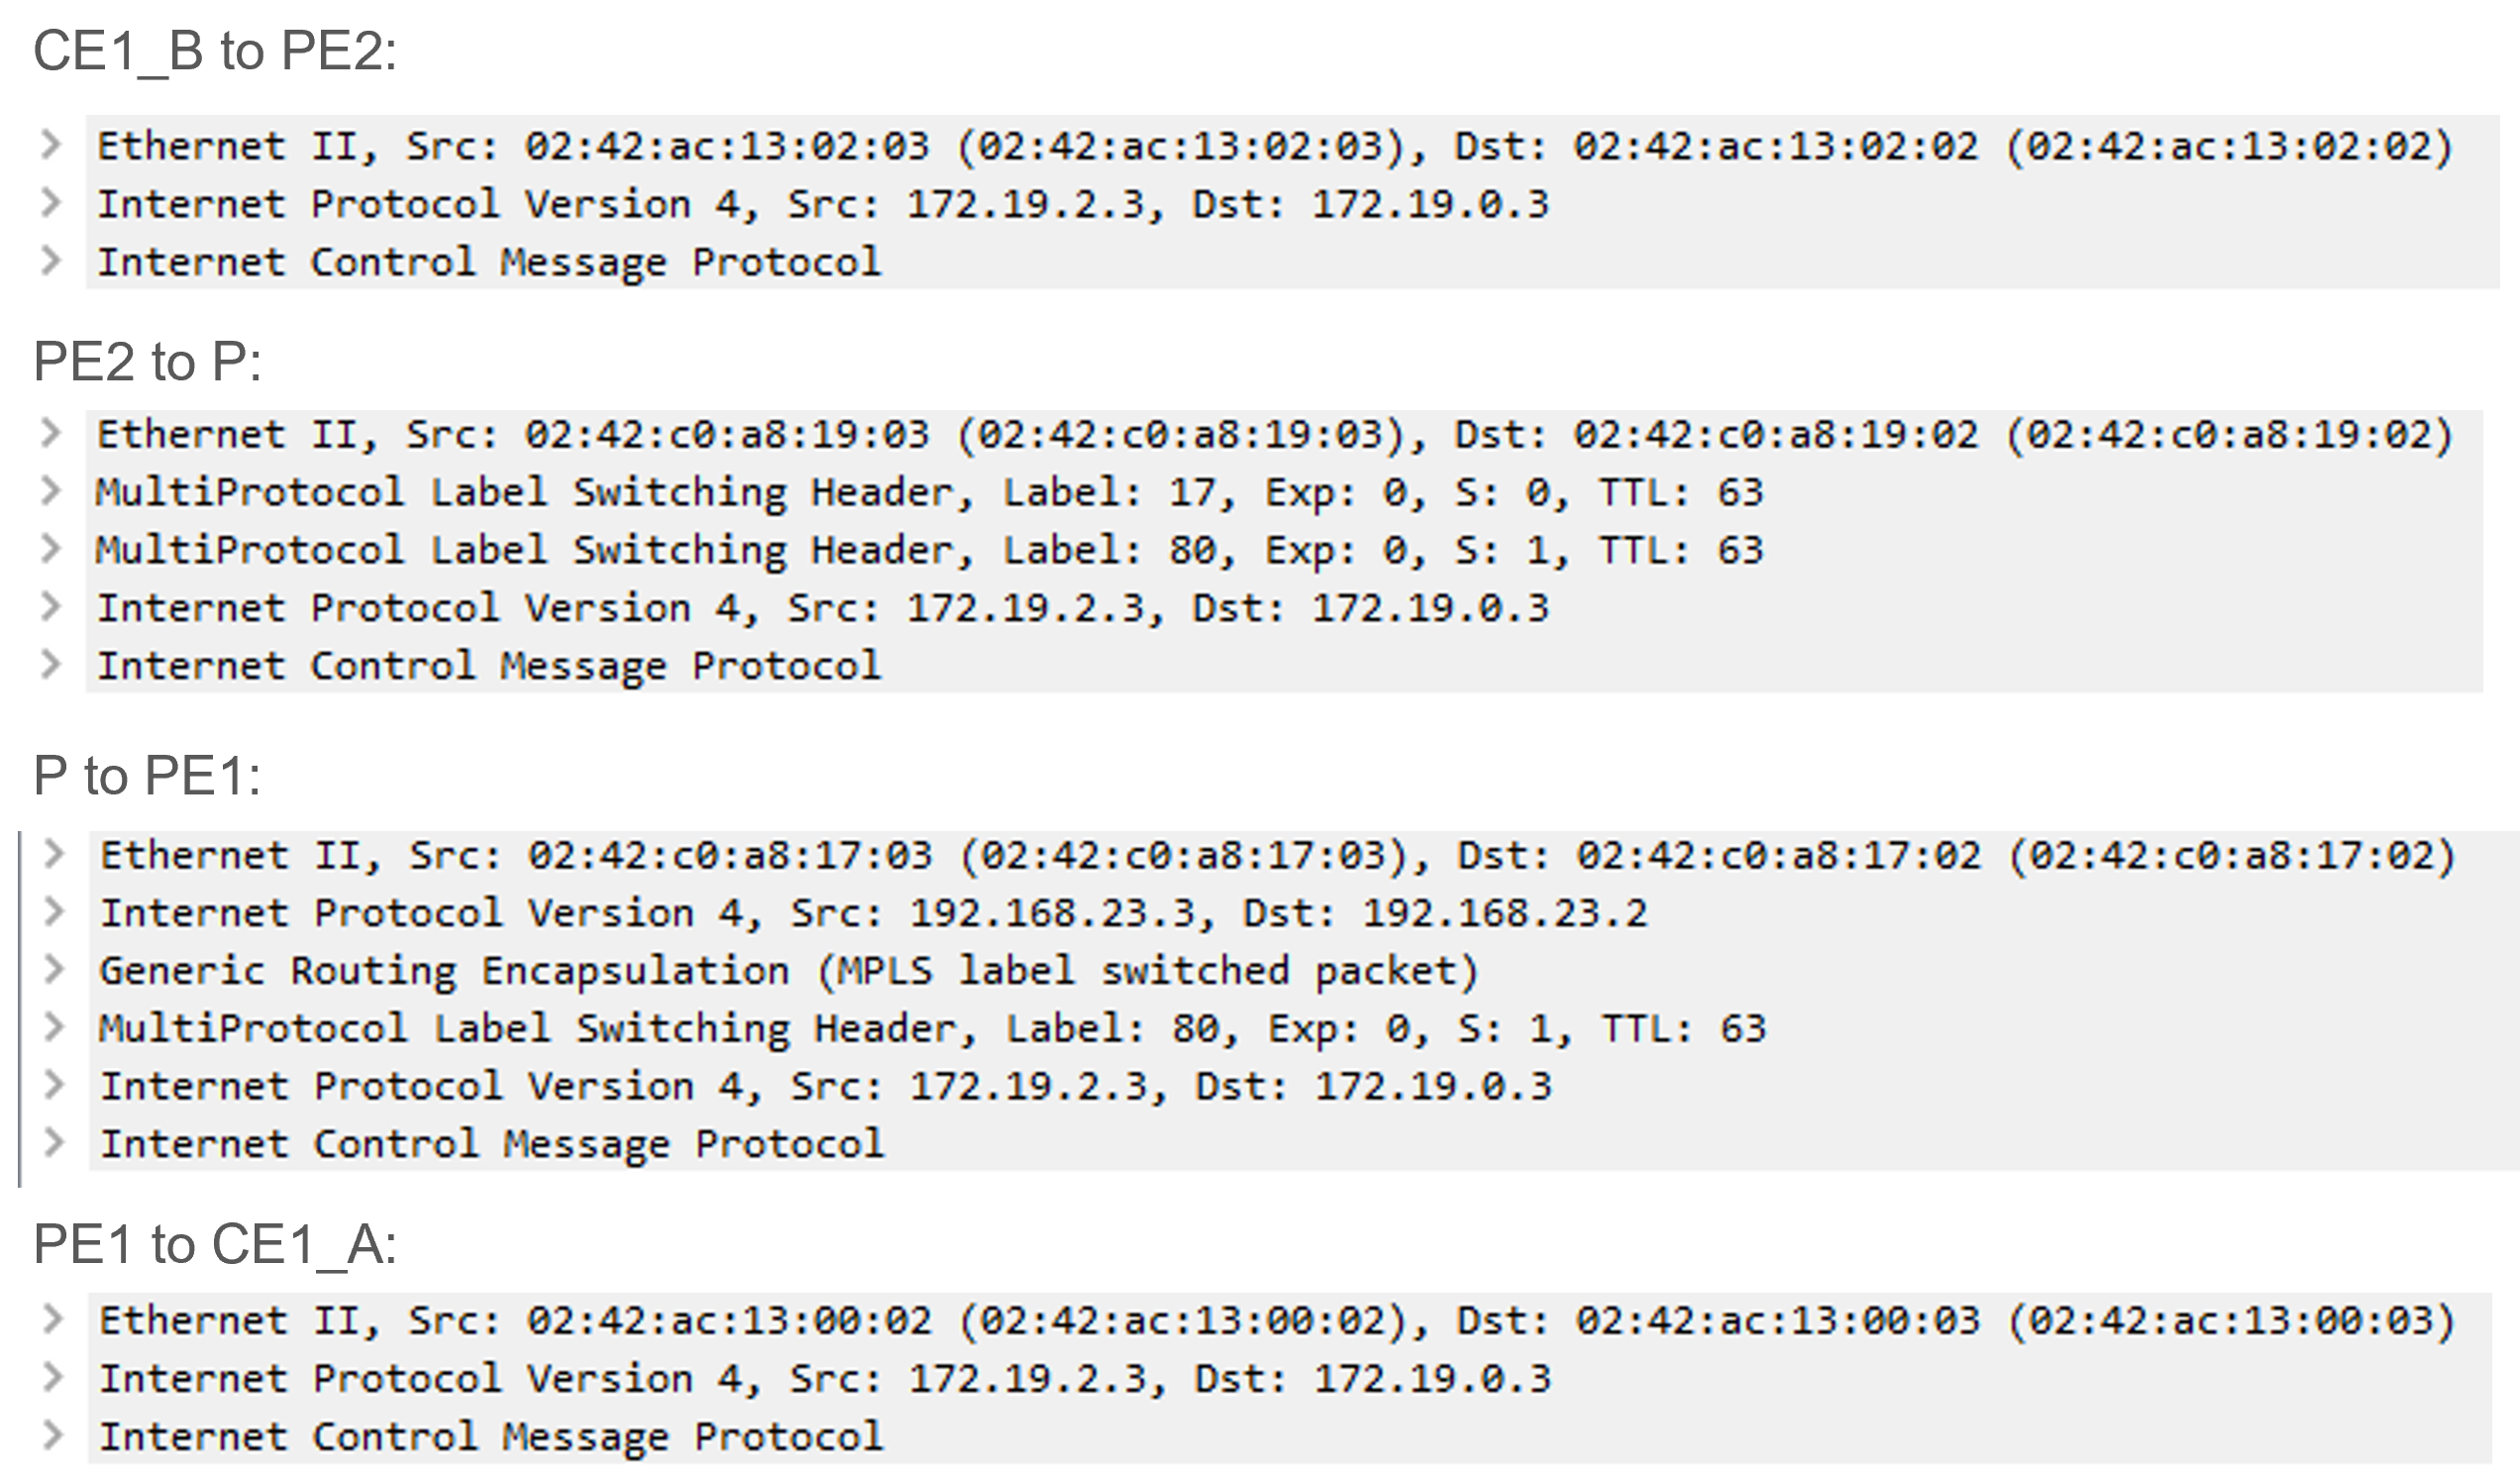 CE1_B to PE2:
Ethernet II, Src: 02:42:ac:13:02:03 (02:42:ac:13:02:03), Dst: 02:42:ac:13:02:02 (02:42:ac:13:02:02)
Internet Protocol Version 4, Src: 172.19.2.3, Dst: 172.19.0.3
Internet Control Message Protocol
PE2 to P:
Ethernet II, Src: 02:42:c0:a8:19:03 (02:42:c0:a8:19:03), Dst: 02:42:c0:a8:19:02 (02:42:c0:a8:19:02)
MultiProtocol Label Switching Header, Label: 17, Exp: 0, S: 0, TTL: 63
MultiProtocol Label Switching Header, Label: 80, Exp: 0, S: 1, TTL: 63
Internet Protocol Version 4, Src: 172.19.2.3, Dst: 172.19.0.3
Internet Control Message Protocol
P to PE1:
Ethernet II, Src: 02:42:c0:a8:17:03 (02:42:c0:a8:17:03), Dst: 02:42:c0:a8:17:02 (02:42:c0:a8:17:02)
Internet Protocol Version 4, Src: 192.168.23.3, Dst: 192.168.23.2
Generic Routing Encapsulation (MPLS label switched packet)
MultiProtocol Label Switching Header, Label: 80, Exp: 0, S: 1, TTL: 63
Internet Protocol Version 4, Src: 172.19.2.3, Dst: 172.19.0.3
Internet Control Message Protocol
PE1 to CE1_A:
Ethernet II, Src: 02:42:ac:13:00:02 (02:42:ac:13:00:02), Dst: 02:42:ac:13:00:03 (02:42:ac:13:00:03)
Internet Protocol Version 4, Src: 172.19.2.3, Dst: 172.19.0.3
Internet Control Message Protocol